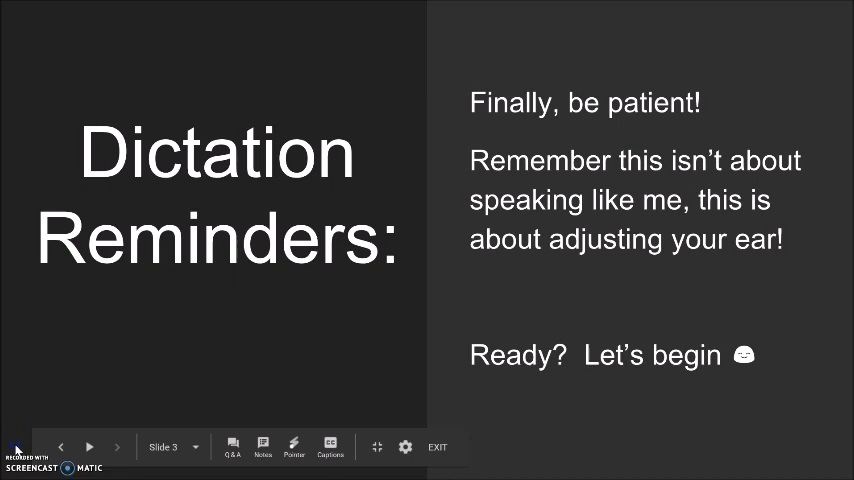 Dictation
Reminders:
Finally, be patient!
Remember this isn't about
speaking like me, this is
about adjusting your ear!
Ready?  Let's begin
Slide 3
Q & A
Notes
Pointer
Captions
EXIT
RECORDED WITH
SCREENCAST MATIC